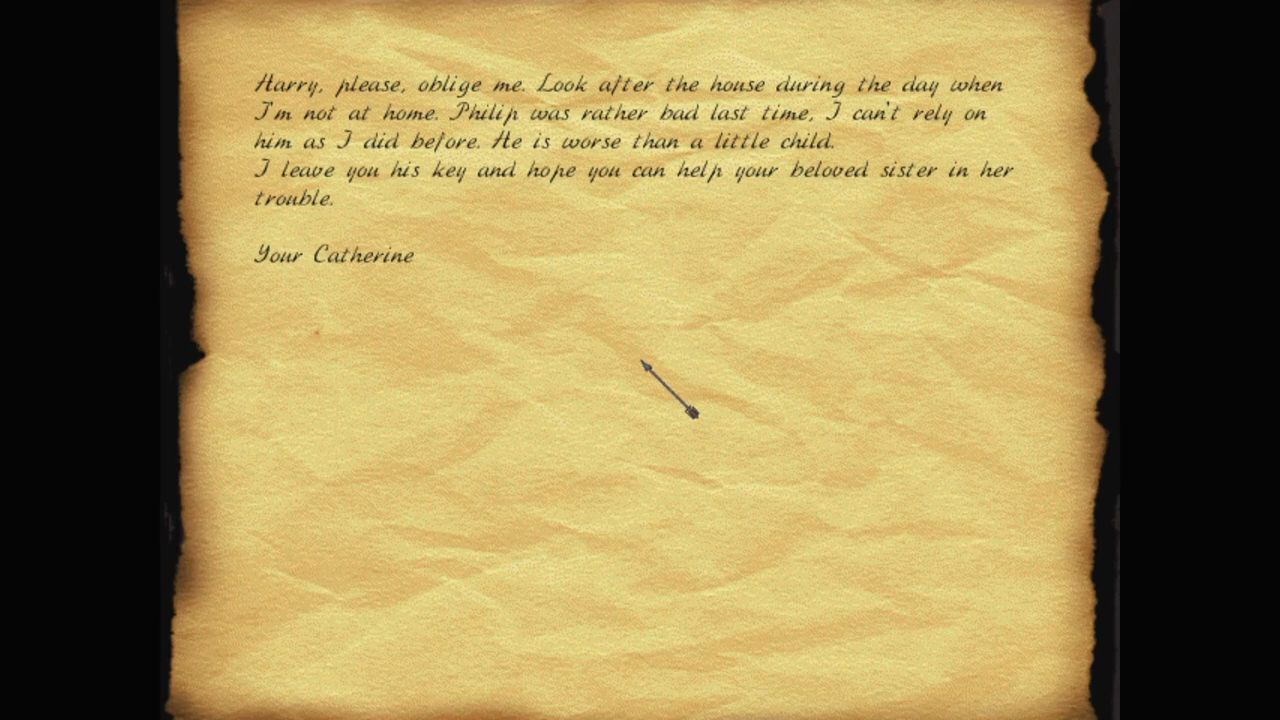 Harry, please, oblige me. Look after the house during the day when
I'm not at home. Philip was rather bad last time, I can't rely on
him as I did before. He is worse than a little child.
I leave you his key and hope you can help your beloved sister in her
trouble.
Your Catherine